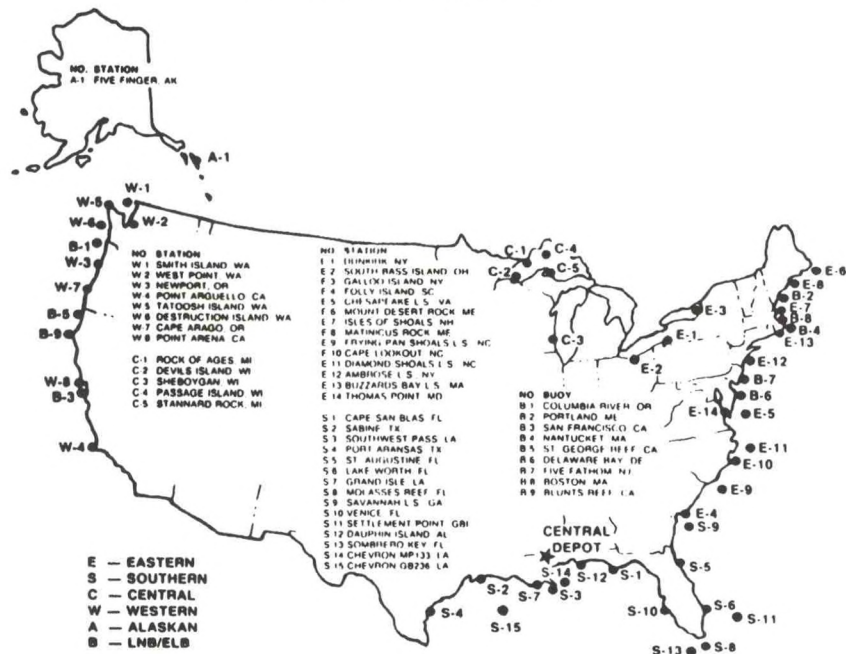 NO. STATION
A-1 FIVE FINGER, AK
A-1
W-1
W-5
W-2
W-6
B-1
W-3
W-7
B-5
B-9
W-8
B-3
W-4
NO STATION
W 1 SMITH ISLAND WA
W 2 WEST POINT, WA
W 3 NEWPORT, OR
W 4 POINT ARGUELLO CA
W 5 TATOOSH ISLAND WA
W 6 DESTRUCTION ISLAND WA
W-7 CAPE ARAGO, OR
W 8 POINT ARENA CA
C-1 ROCK OF AGES, MI
C-2 DEVILS ISLAND, WI
C 3 SHEBOYGAN, WI
C 4 PASSAGE ISLAND, WI
C 5 STANNARD ROCK, MI
NO STATION
E 1 DUNKIRK NY
E 2 SOUTH BASS ISLAND OH
E 3 GALLOO ISLAND NY
E 4 FOLLY ISLAND SC
E 5 CHESAPEAKE L S VA
E 6 MOUNT DESERT ROCK ME
E 7 ISLES OF SHOALS NH
E 8 MATINICUS ROCK ME
E 9 FRYING PAN SHOALS L S NC
E 10 CAPE LOOKOUT NC
E 11 DIAMOND SHOALS L S NC
E 12 AMBROSE L S, NY
E 13 BUZZARDS BAY L S MA
E 14 THOMAS POINT MD
S 1 CAPE SAN BLAS FL
S 2 SABINE TX
S 3 SOUTHWEST PASS LA
S 4 PORT ARANSAS TX
S 5 ST AUGUSTINE FL
S 6 LAKE WORTH FL
S 7 GRAND ISLE LA
S 8 MOLASSES REEF FL
S 9 SAVANNAH L S GA
S 10 VENICE FL
S 11 SETTLEMENT POINT GBI
S 12 DAUPHIN ISLAND AL
S 13 SOMBRERO KEY FL
S 14 CHEVRON MP133 LA
S 15 CHEVRON GB236 LA
NO BUOY
B 1 COLUMBIA RIVER OR
B 2 PORTLAND ME
B 3 SAN FRANCISCO CA
B 4 NANTUCKET MA
B 5 ST GEORGE REEF CA
B 6 DELAWARE BAY DE
B 7 FIVE FATHOM NJ
B 8 BOSTON MA
B 9 BLUNTS REEF CA
C-1
C-4
C-2
C-5
C-3
E-3
E-1
E-2
E-6
E-8
B-2
E-7
B-8
B-4
E-13
E-12
B-7
B-6
E-14
E-5
E-11
E-10
E-9
E-4
S-9
CENTRAL
DEPOT
S-14
S-12
S-1
S-5
S-2
S-7
S-3
S-4
S-15
S-10
S-6
S-11
S-13
S-8
E — EASTERN
S — SOUTHERN
C — CENTRAL
W — WESTERN
A — ALASKAN
B — LNB/ELB